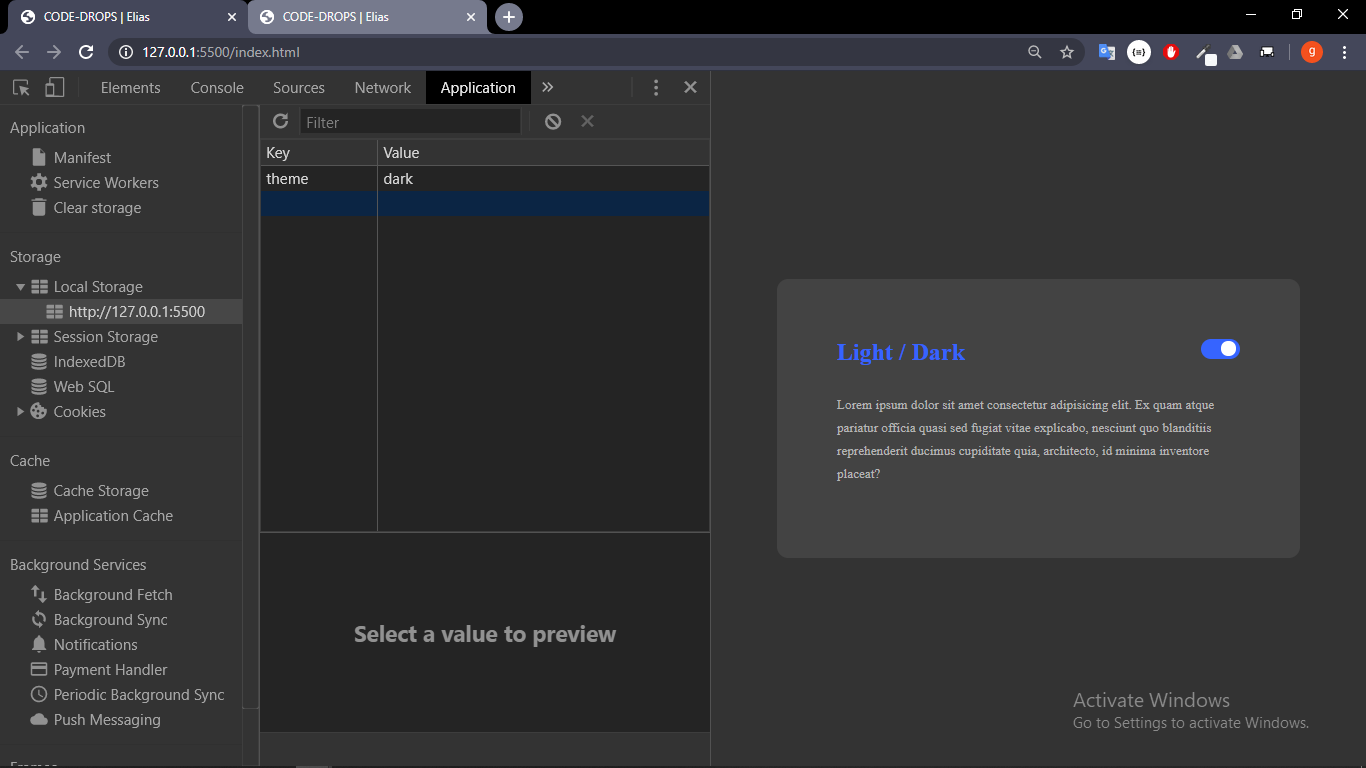 CODE-DROPS | Elias
CODE-DROPS | Elias
127.0.0.1:5500/index.html
g
Elements Console Sources Network Application
Application
Manifest
Service Workers
Clear storage
Storage
Local Storage
http://127.0.0.1:5500
Session Storage
IndexedDB
Web SQL
Cookies
Cache
Cache Storage
Application Cache
Background Services
Background Fetch
Background Sync
Notifications
Payment Handler
Periodic Background Sync
Push Messaging
Filter
Key Value
theme dark
Select a value to preview
Light / Dark
Lorem ipsum dolor sit amet consectetur adipisicing elit. Ex quam atque
pariatur officia quasi sed fugiat vitae explicabo, nesciunt quo blanditiis
reprehenderit ducimus cupiditate quia, architecto, id minima inventore
placeat?
Activate Windows
Go to Settings to activate Windows.